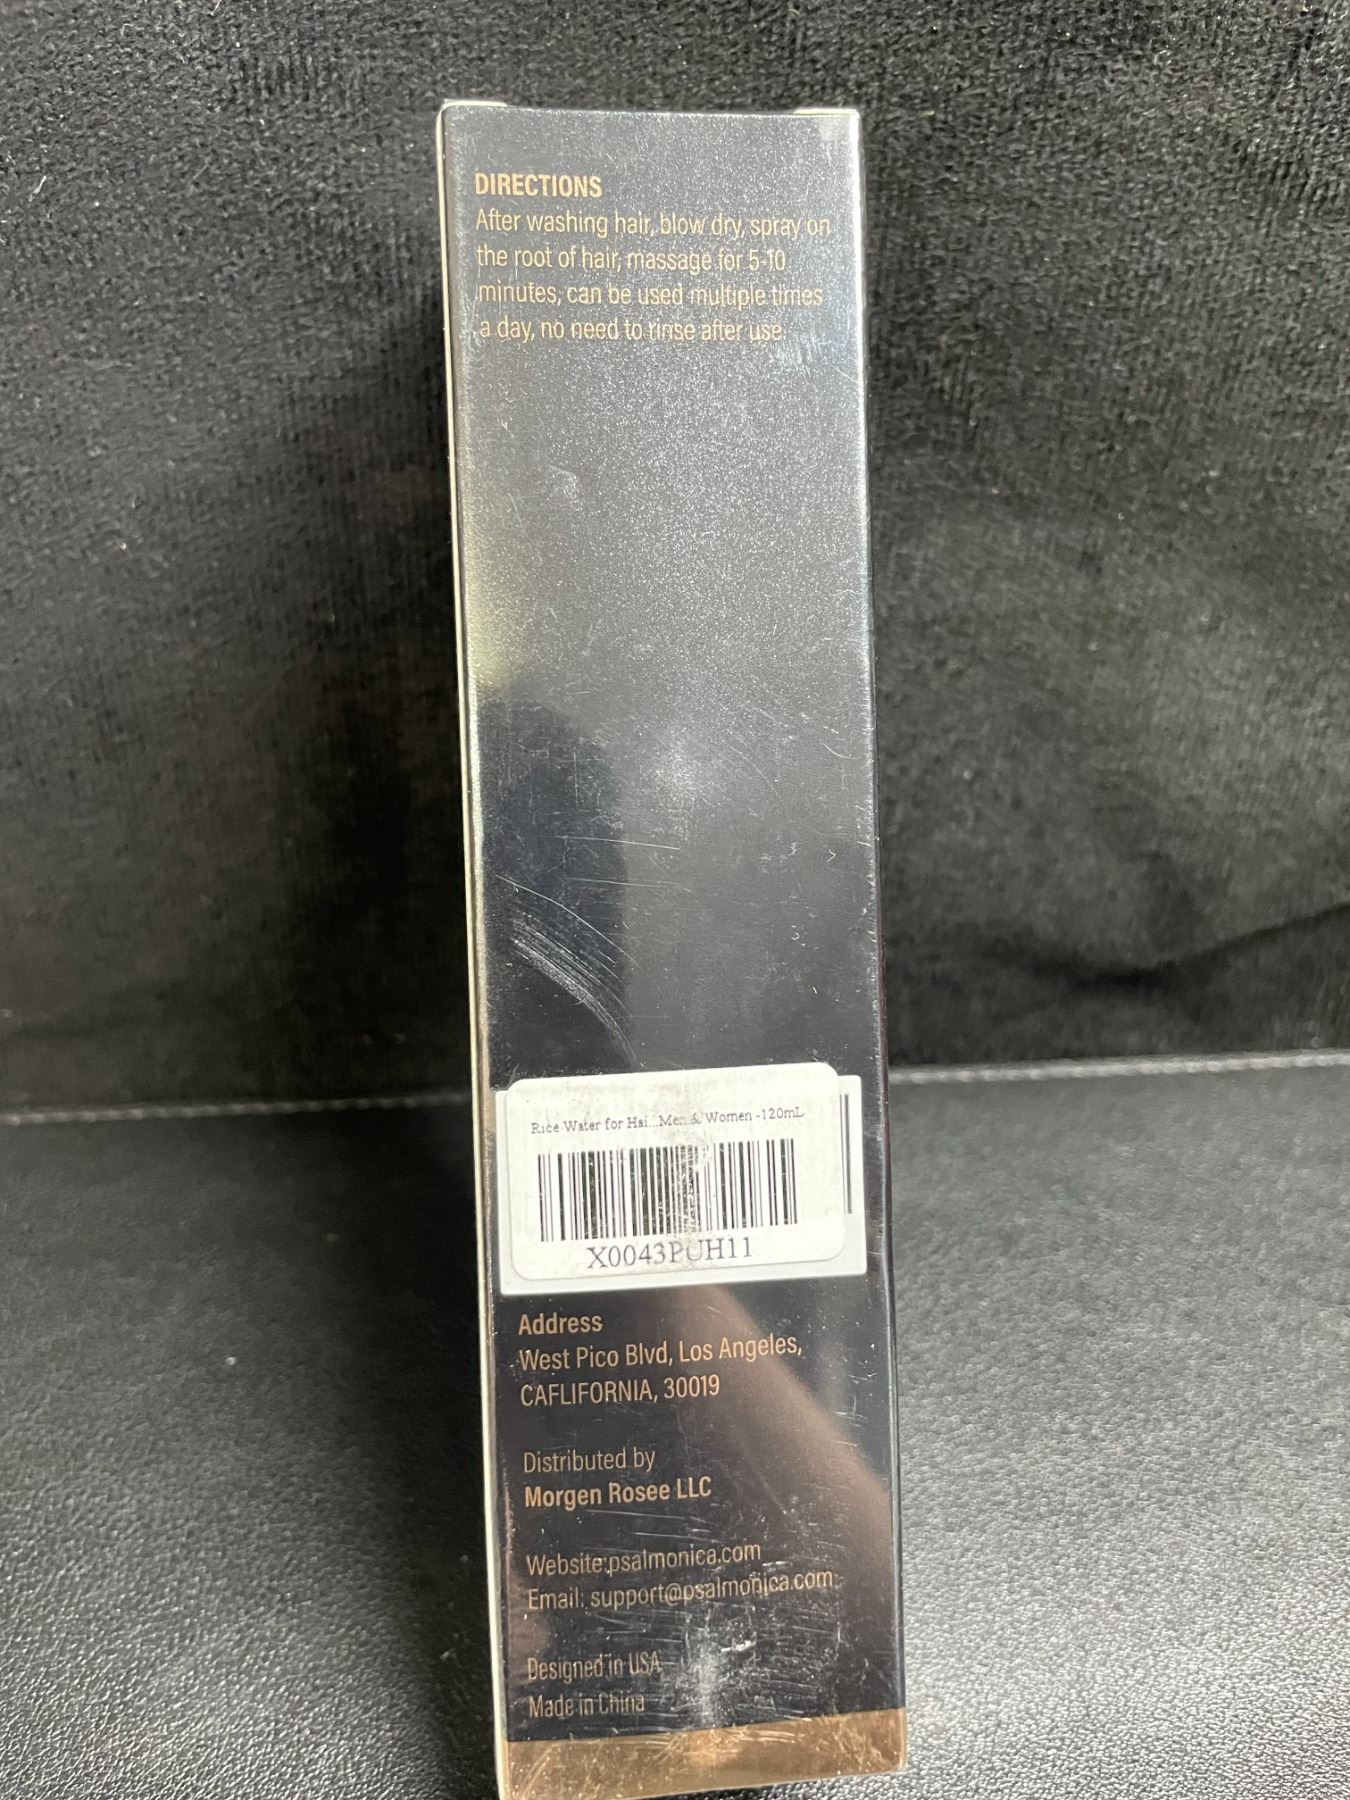 DIRECTIONS
After washing hair, blow dry, spray on
the root of hair, massage for 5-10
minutes, can be used multiple times
a day, no need to rinse after use.
Rice Water for Hai...Men & Women -120mL
X0043PUH11
Address
West Pico Blvd, Los Angeles,
CAFLIFORNIA, 30019
Distributed by
Morgen Rosee LLC
Website:psalmonica.com
Email: support@psalmonica.com
Designed in USA
Made in China